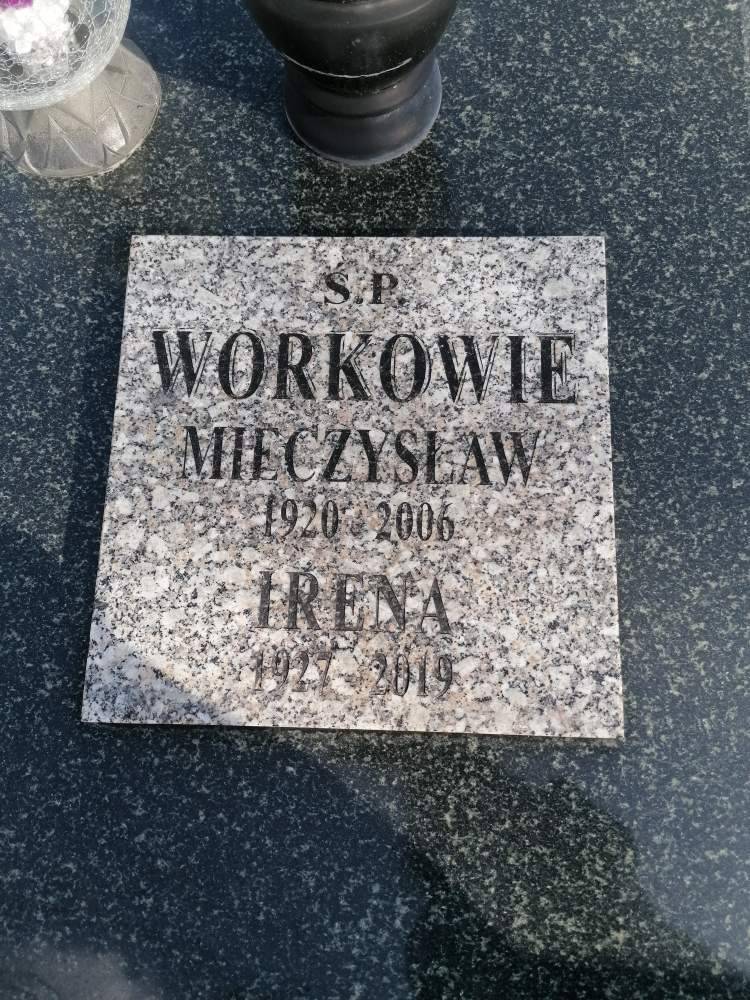 Ś.P.
WORKOWIE
MIECZYSŁAW
1920 2006
IRENA
1927 2019